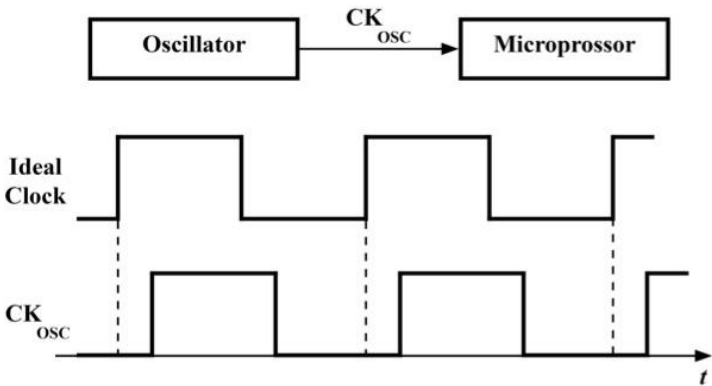 CK
OSC
Oscillator
Microprossor
Ideal
Clock
CK
OSC
t